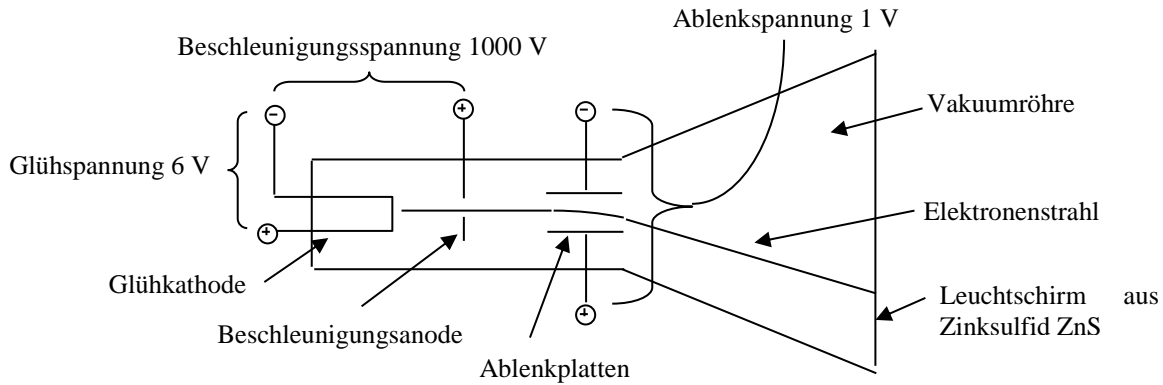 Ablenkspannung 1 V
Beschleunigungsspannung 1000 V
−
+
−
Vakuumröhre
Glühspannung 6 V
Elektronenstrahl
+
Glühkathode
Leuchtschirm aus
Zinksulfid ZnS
+
Beschleunigungsanode
Ablenkplatten